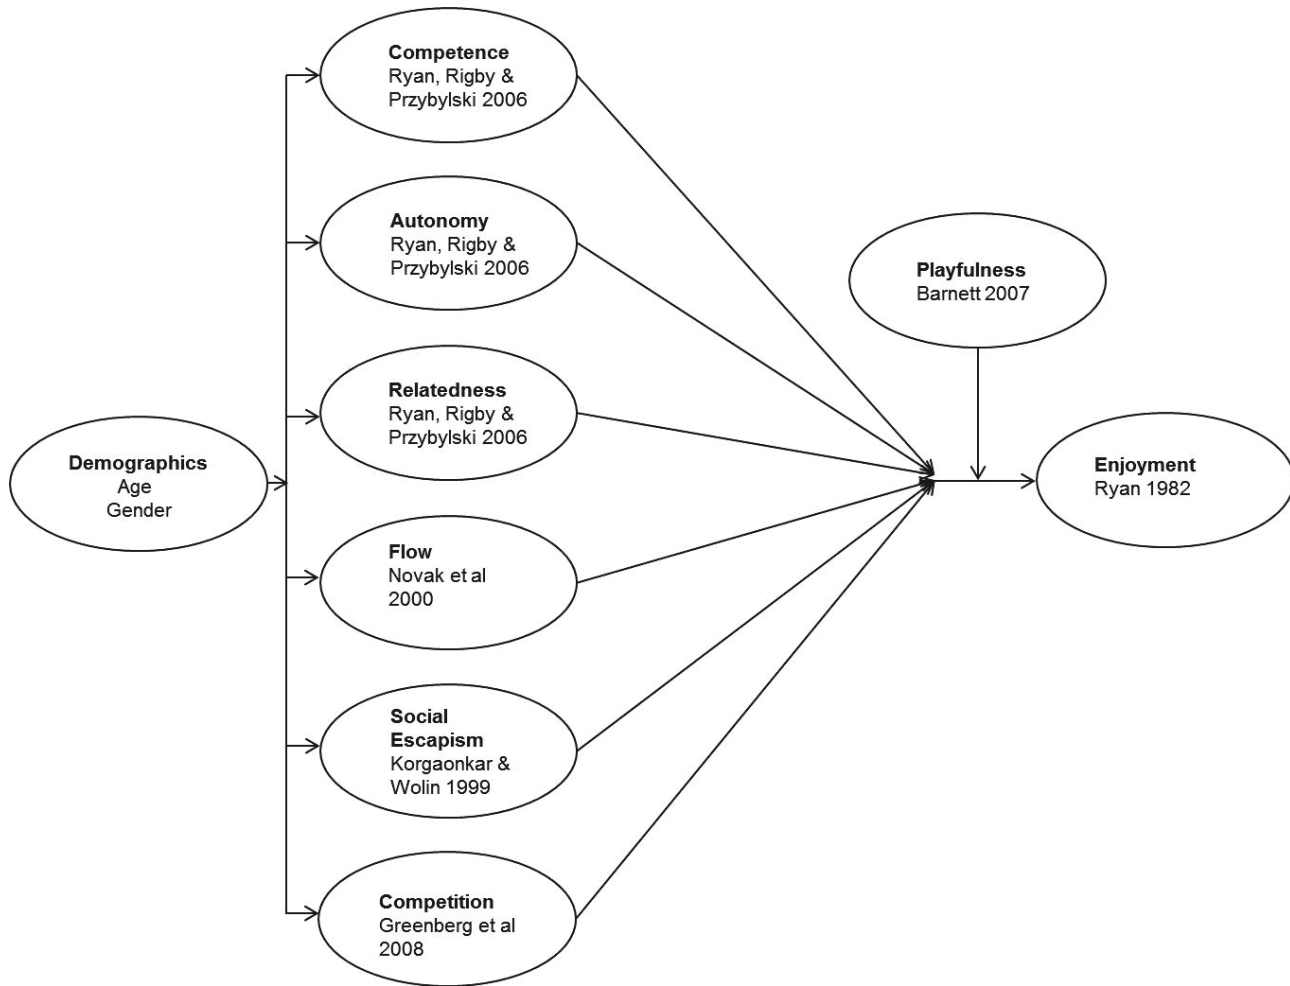 Competence
Ryan, Rigby &
Przybylski 2006
Autonomy
Ryan, Rigby &
Przybylski 2006
Playfulness
Barnett 2007
Relatedness
Ryan, Rigby &
Przybylski 2006
Demographics
Age
Gender
Enjoyment
Ryan 1982
Flow
Novak et al
2000
Social
Escapism
Korgaonkar &
Wolin 1999
Competition
Greenberg et al
2008